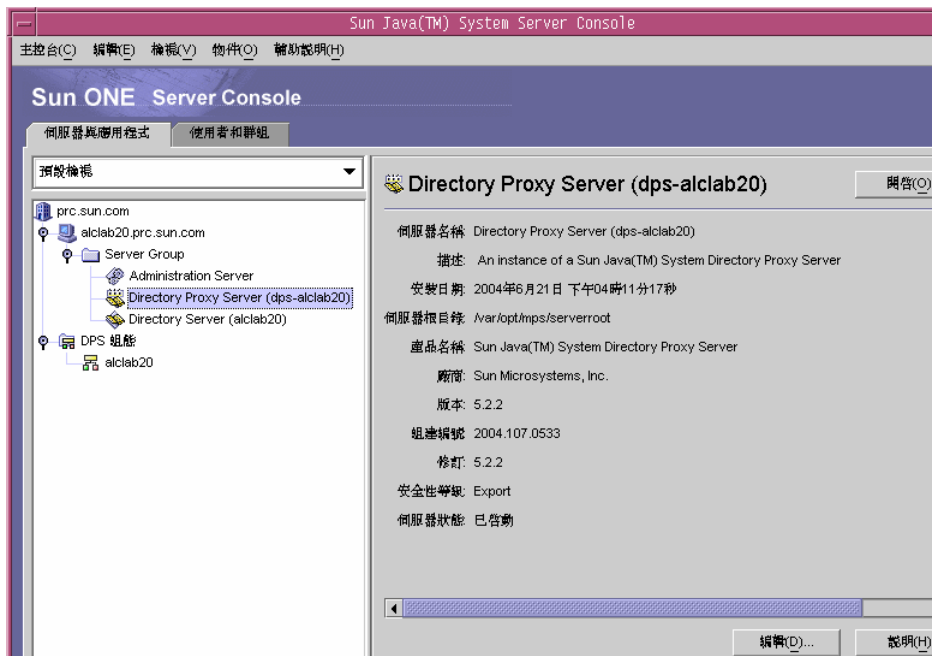 Sun Java(TM) System Server Console
主控台(C) 編輯(E) 檢視(V) 物件(O) 輔助說明(H)
Sun ONE Server Console
伺服器與應用程式 使用者和群組
預設檢視
prc.sun.com
alclab20.prc.sun.com
Server Group
Administration Server
Directory Proxy Server (dps-alclab20)
Directory Server (alclab20)
DPS 組態
alclab20
Directory Proxy Server (dps-alclab20)
開啟(O)
伺服器名稱: Directory Proxy Server (dps-alclab20)
描述: An instance of a Sun Java(TM) System Directory Proxy Server
安裝日期: 2004年6月21日 下午04時11分17秒
伺服器根目錄: /var/opt/mps/serverroot
產品名稱: Sun Java(TM) System Directory Proxy Server
廠商: Sun Microsystems, Inc.
版本: 5.2.2
組建編號: 2004.107.0533
修訂: 5.2.2
安全性等級: Export
伺服器狀態: 已啟動
編輯(D)... 說明(H)